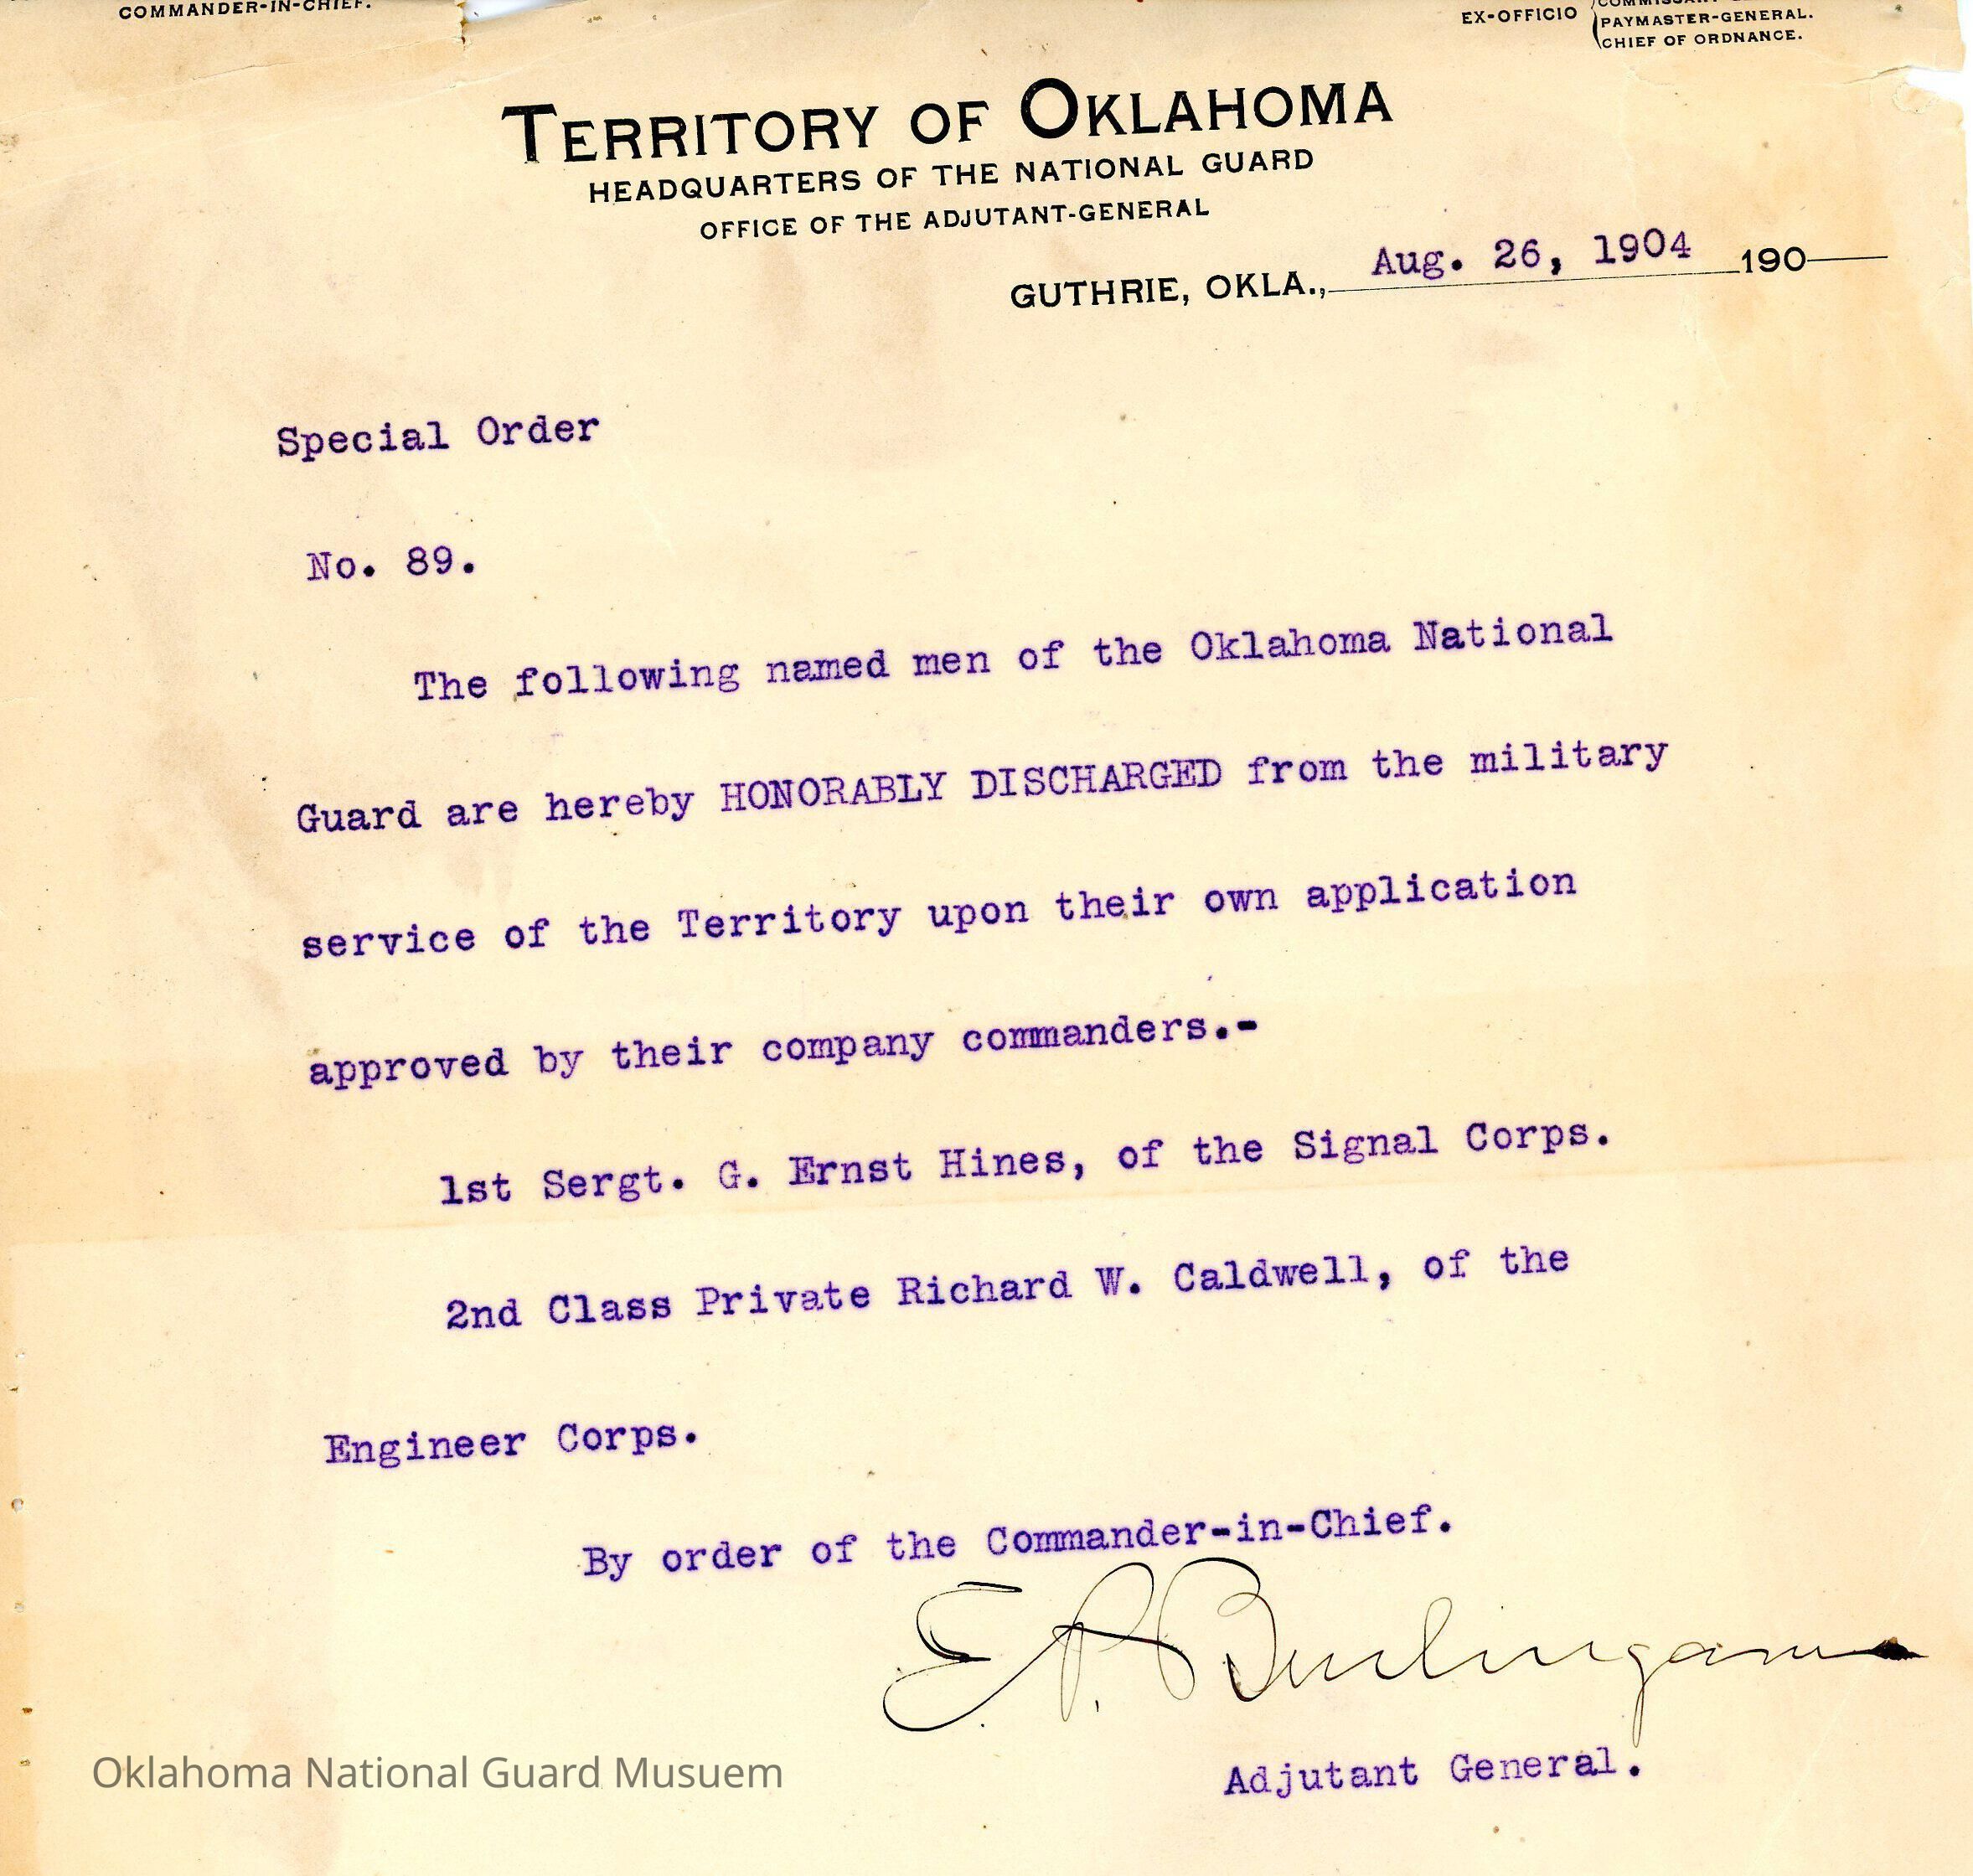 COMMANDER-IN-CHIEF.
EX-OFFICIO
PAYMASTER-GENERAL.
CHIEF OF ORDNANCE.
TERRITORY OF OKLAHOMA
HEADQUARTERS OF THE NATIONAL GUARD
OFFICE OF THE ADJUTANT-GENERAL
GUTHRIE, OKLA., Aug. 26, 1904 190
Special Order
No. 89.
The following named men of the Oklahoma National
Guard are hereby HONORABLY DISCHARGED from the military
service of the Territory upon their own application
approved by their company commanders.-
1st Sergt. G. Ernst Hines, of the Signal Corps.
2nd Class Private Richard W. Caldwell, of the
Engineer Corps.
By order of the Commander-in-Chief.
E. P. Burlingame
Adjutant General.
Oklahoma National Guard Musuem